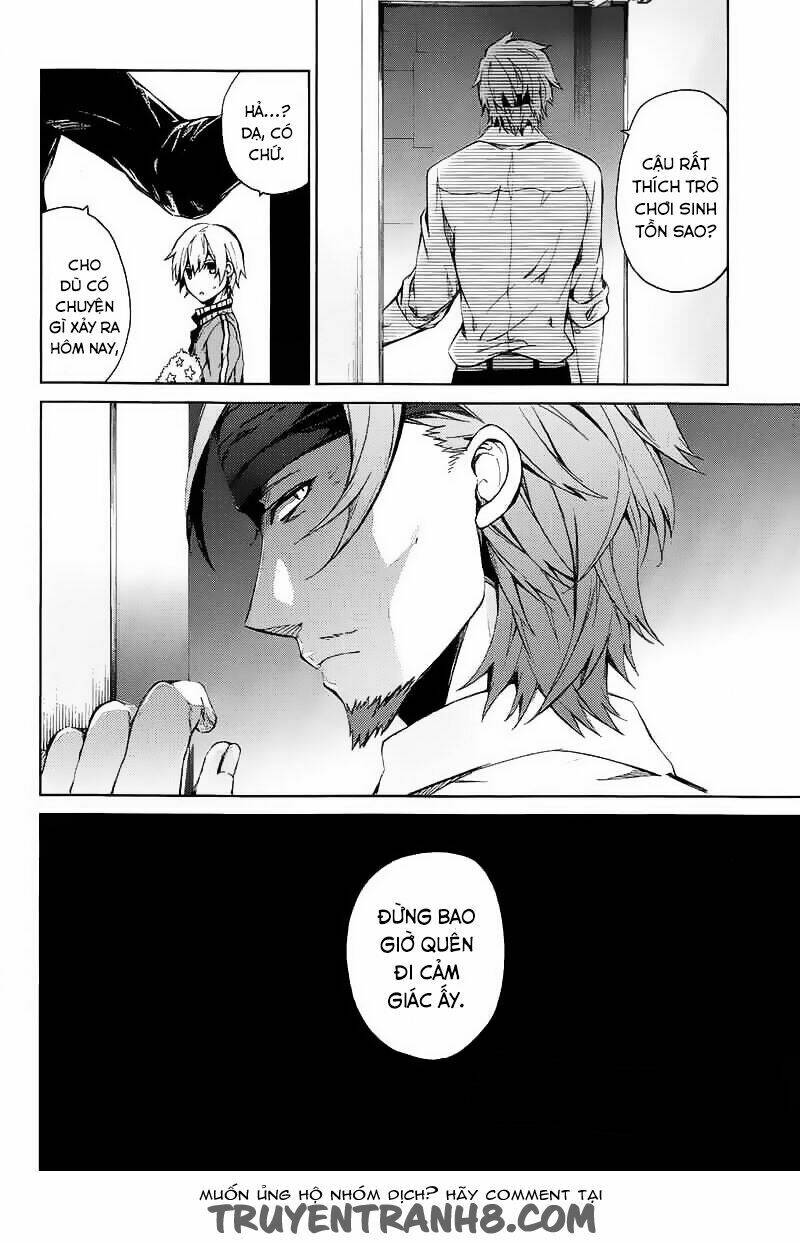 CẬU RẤT
THÍCH TRÒ
CHƠI SINH
TỒN SAO?
HẢ...?
DẠ, CÓ
CHỨ.
CHO
DÙ CÓ
CHUYỆN
GÌ XẢY RA
HÔM NAY,
ĐỪNG BAO
GIỜ QUÊN
ĐI CẢM
GIÁC ẤY.
MUỐN ỦNG HỘ NHÓM DỊCH? HÃY COMMENT TẠI
TRUYENTRANH8.COM